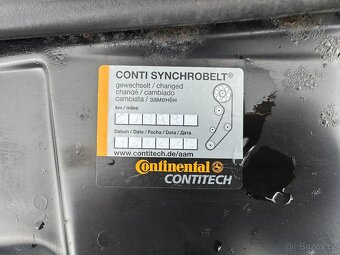 CONTI SYNCHROBELT®
gewechselt / changed
changé / cambiado
cambiata / заменён
km / miles
Datum / Date / Fecha / Data / Дата
www.contitech.de/aam
Continental
CONTITECH